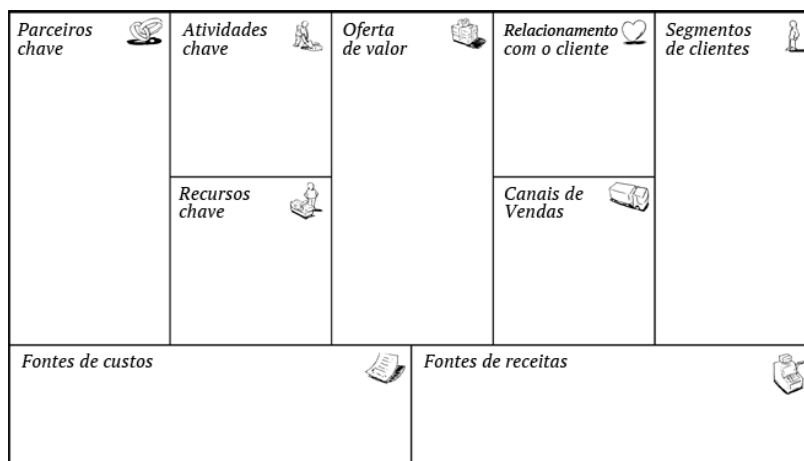 Parceiros
chave
Atividades
chave
Oferta
de valor
Relacionamento
com o cliente
Segmentos
de clientes
Recursos
chave
Canais de
Vendas
Fontes de custos
Fontes de receitas